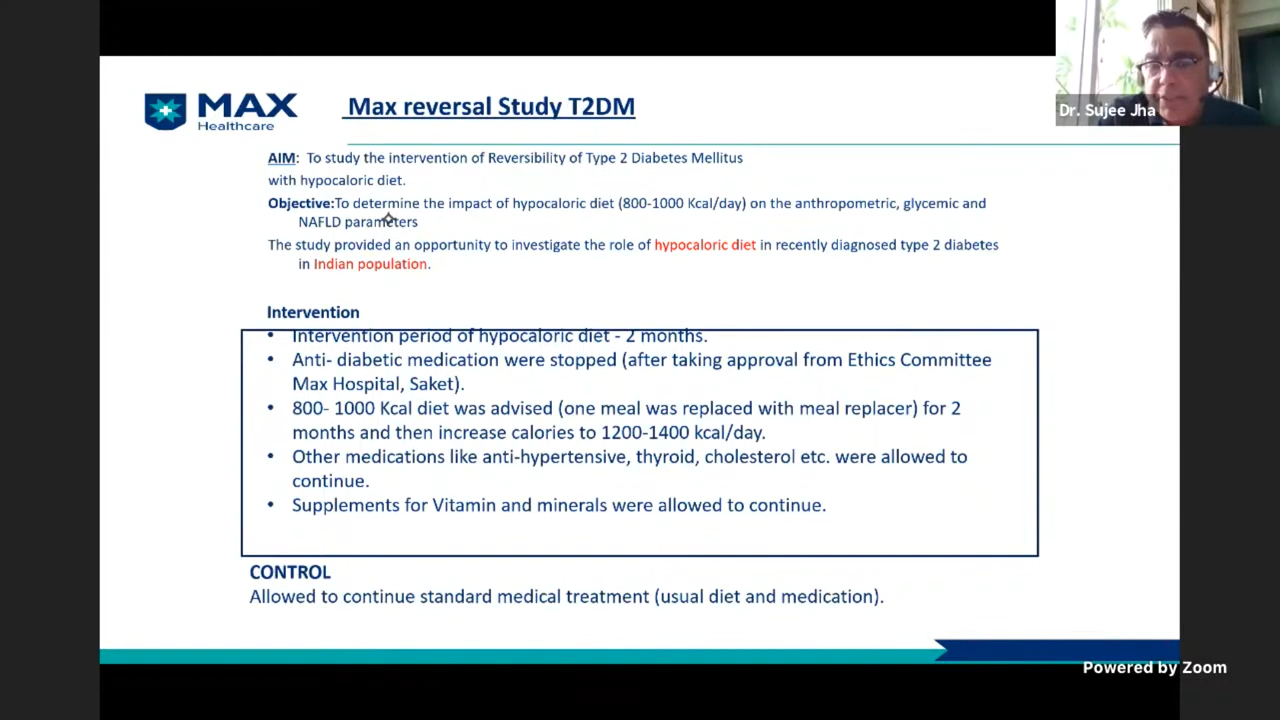 MAX
Healthcare
Max reversal Study T2DM
Dr. Sujee Jha
AIM: To study the intervention of Reversibility of Type 2 Diabetes Mellitus
with hypocaloric diet.
Objective:To determine the impact of hypocaloric diet (800-1000 Kcal/day) on the anthropometric, glycemic and
NAFLD parameters
The study provided an opportunity to investigate the role of hypocaloric diet in recently diagnosed type 2 diabetes
in Indian population.
Intervention
• Intervention period of hypocaloric diet - 2 months.
• Anti- diabetic medication were stopped (after taking approval from Ethics Committee
Max Hospital, Saket).
• 800- 1000 Kcal diet was advised (one meal was replaced with meal replacer) for 2
months and then increase calories to 1200-1400 kcal/day.
• Other medications like anti-hypertensive, thyroid, cholesterol etc. were allowed to
continue.
• Supplements for Vitamin and minerals were allowed to continue.
CONTROL
Allowed to continue standard medical treatment (usual diet and medication).
Powered by Zoom